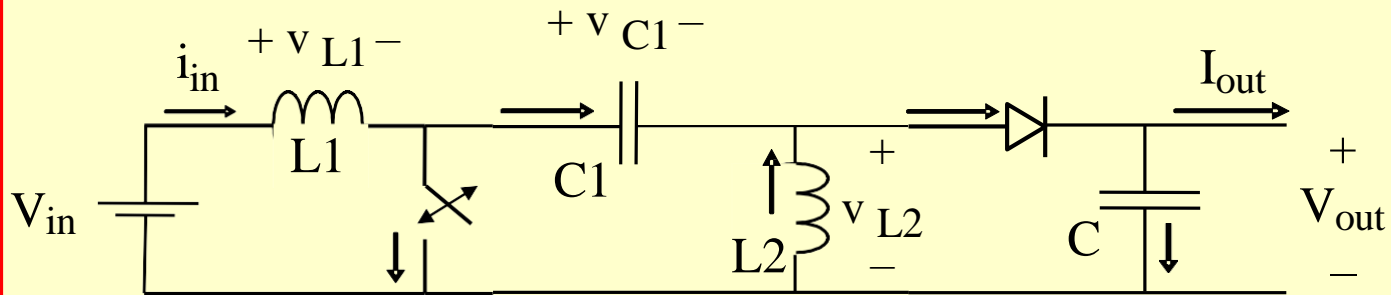 + v L1 −
+ v C1 −
i in
I out
L1
C1
+
+
V in
v L2
V out
L2
C
−
−